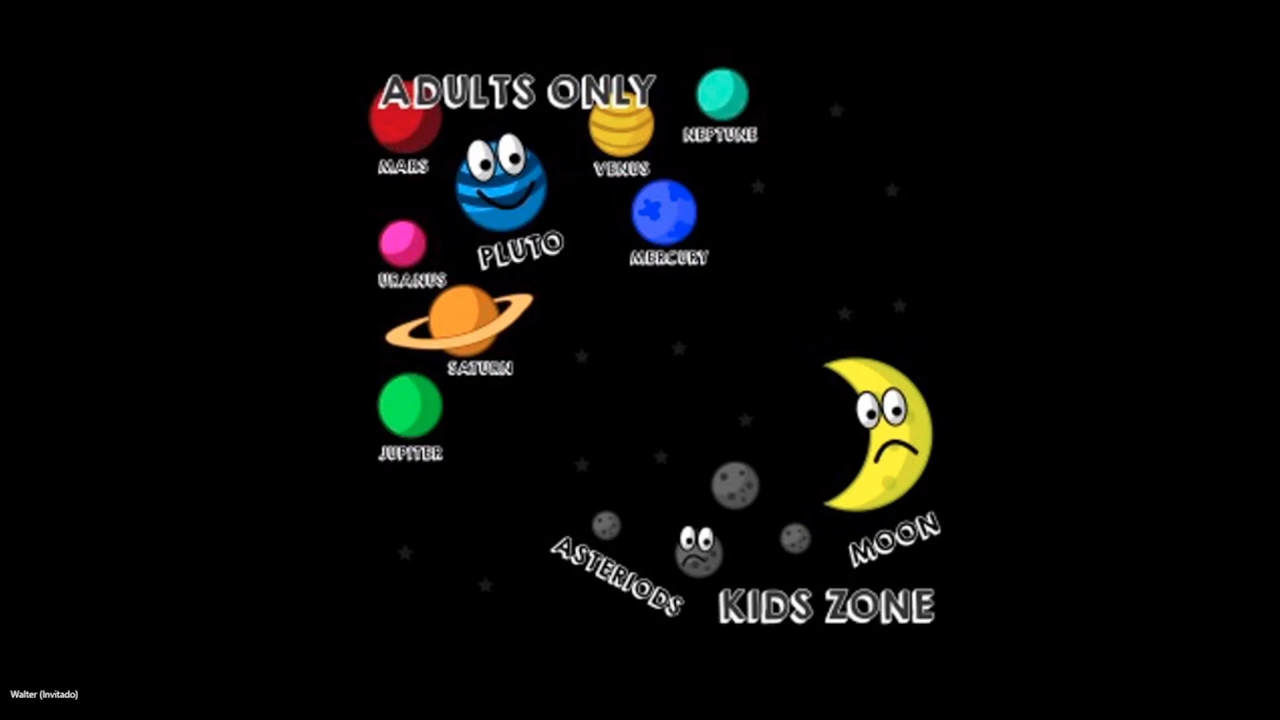 ADULTS ONLY
NEPTUNE
MARS
VENUS
PLUTO
MERCURY
URANUS
SATURN
JUPITER
MOON
ASTERIODS
KIDS ZONE
Walter (Invitado)